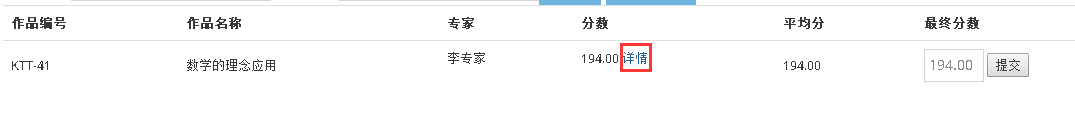 作品编号 作品名称 专家 分数 平均分 最终分数
KTT-41 数学的理念应用 李专家 194.00 详情 194.00 194.00 提交